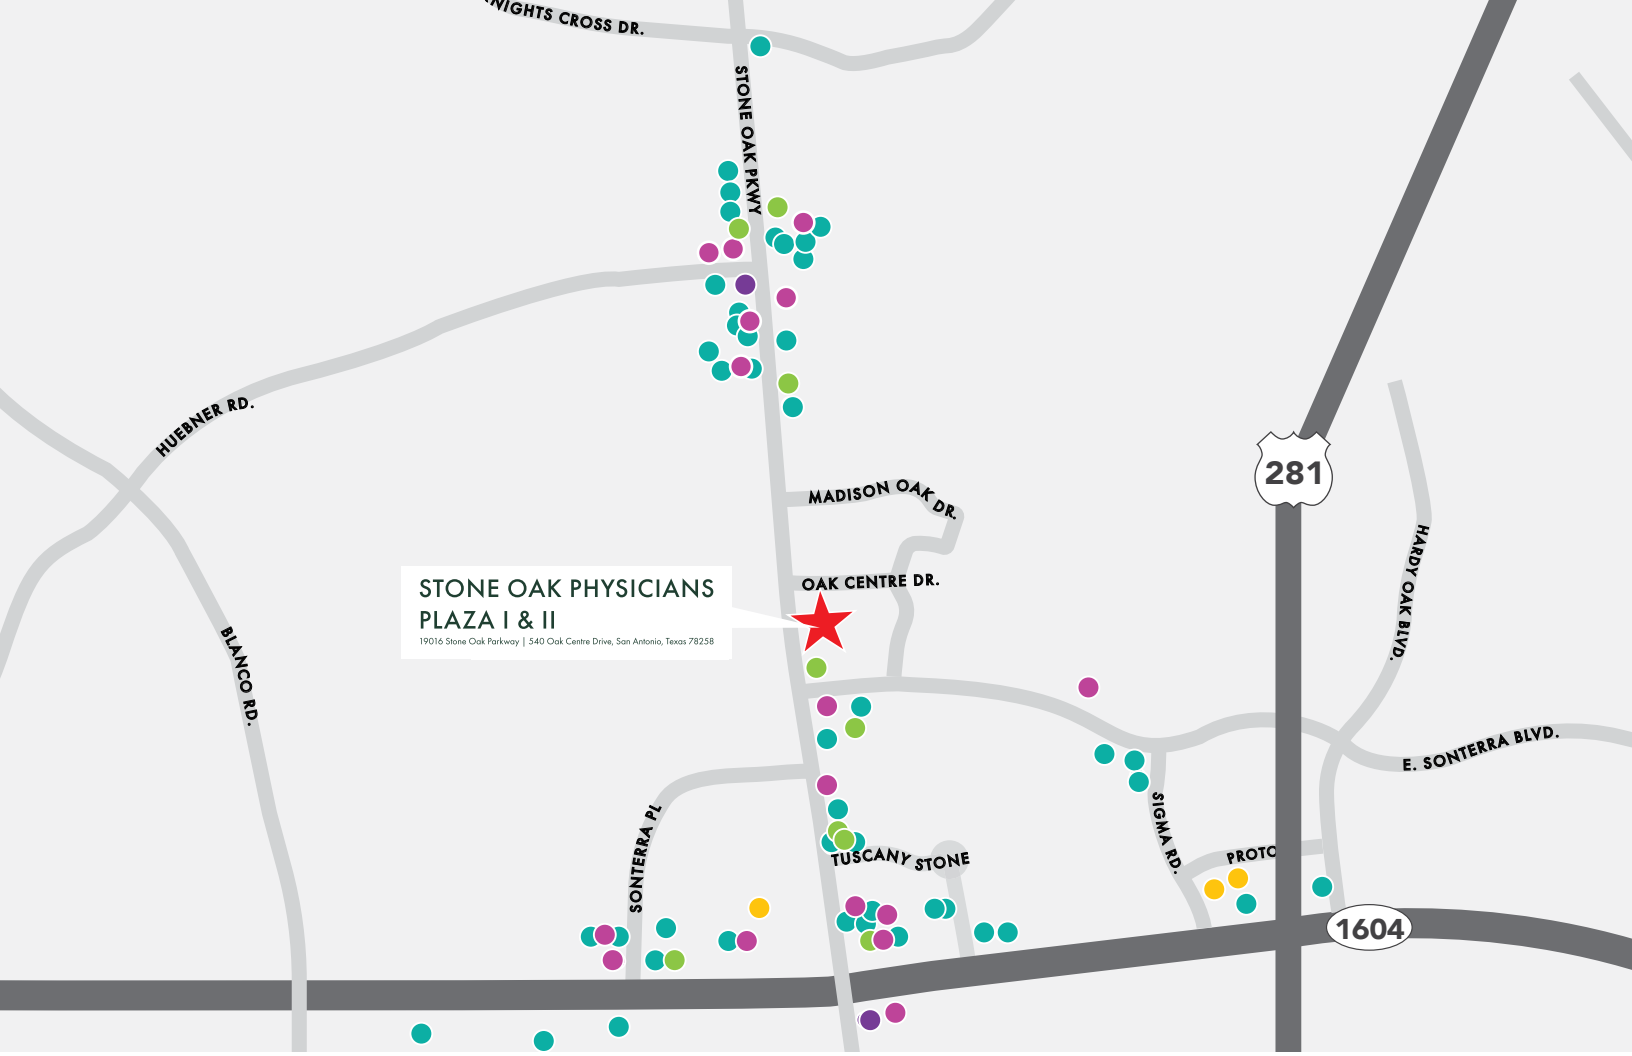 KNIGHTS CROSS DR.
STONE OAK PKWY
HUEBNER RD.
281
MADISON OAK DR.
HARDY OAK BLVD.
OAK CENTRE DR.
STONE OAK PHYSICIANS
PLAZA I & II
19016 Stone Oak Parkway | 540 Oak Centre Drive, San Antonio, Texas 78258
BLANCO RD.
E. SONTERRA BLVD.
SIGMA RD.
SONTERRA PL
TUSCANY STONE
PROTO
1604